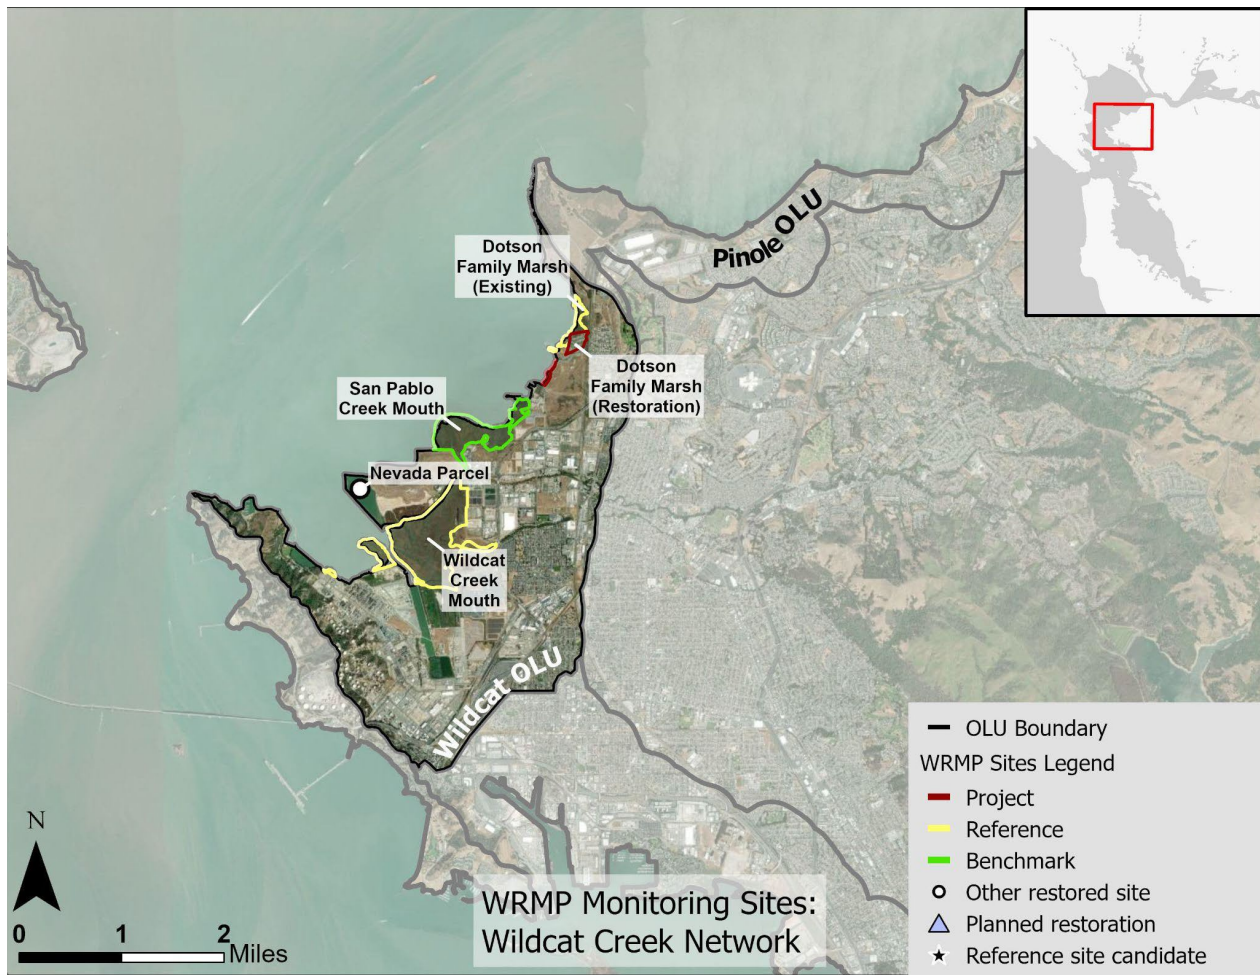 Pinole OLU
Dotson
Family Marsh
(Existing)
Dotson
Family Marsh
(Restoration)
San Pablo
Creek Mouth
Nevada Parcel
Wildcat
Creek
Mouth
Wildcat OLU
OLU Boundary
WRMP Sites Legend
Project
Reference
Benchmark
Other restored site
Planned restoration
Reference site candidate
N
0 1 2
Miles
WRMP Monitoring Sites:
Wildcat Creek Network